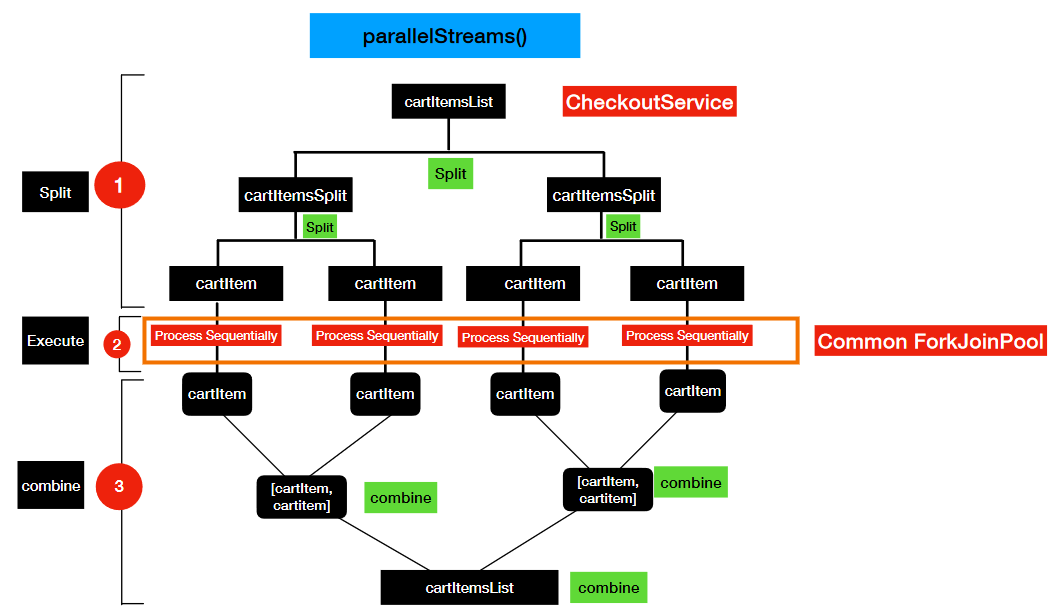 parallelStreams()
cartItemsList
CheckoutService
Split
1
Split
cartItemsSplit
cartItemsSplit
Split
Split
cartItem
cartItem
cartItem
cartItem
Execute
2
Process Sequentially
Process Sequentially
Process Sequentially
Process Sequentially
Common ForkJoinPool
cartItem
cartItem
cartItem
cartItem
combine
3
[cartItem,
cartitem]
combine
[cartItem,
cartitem]
combine
cartItemsList
combine